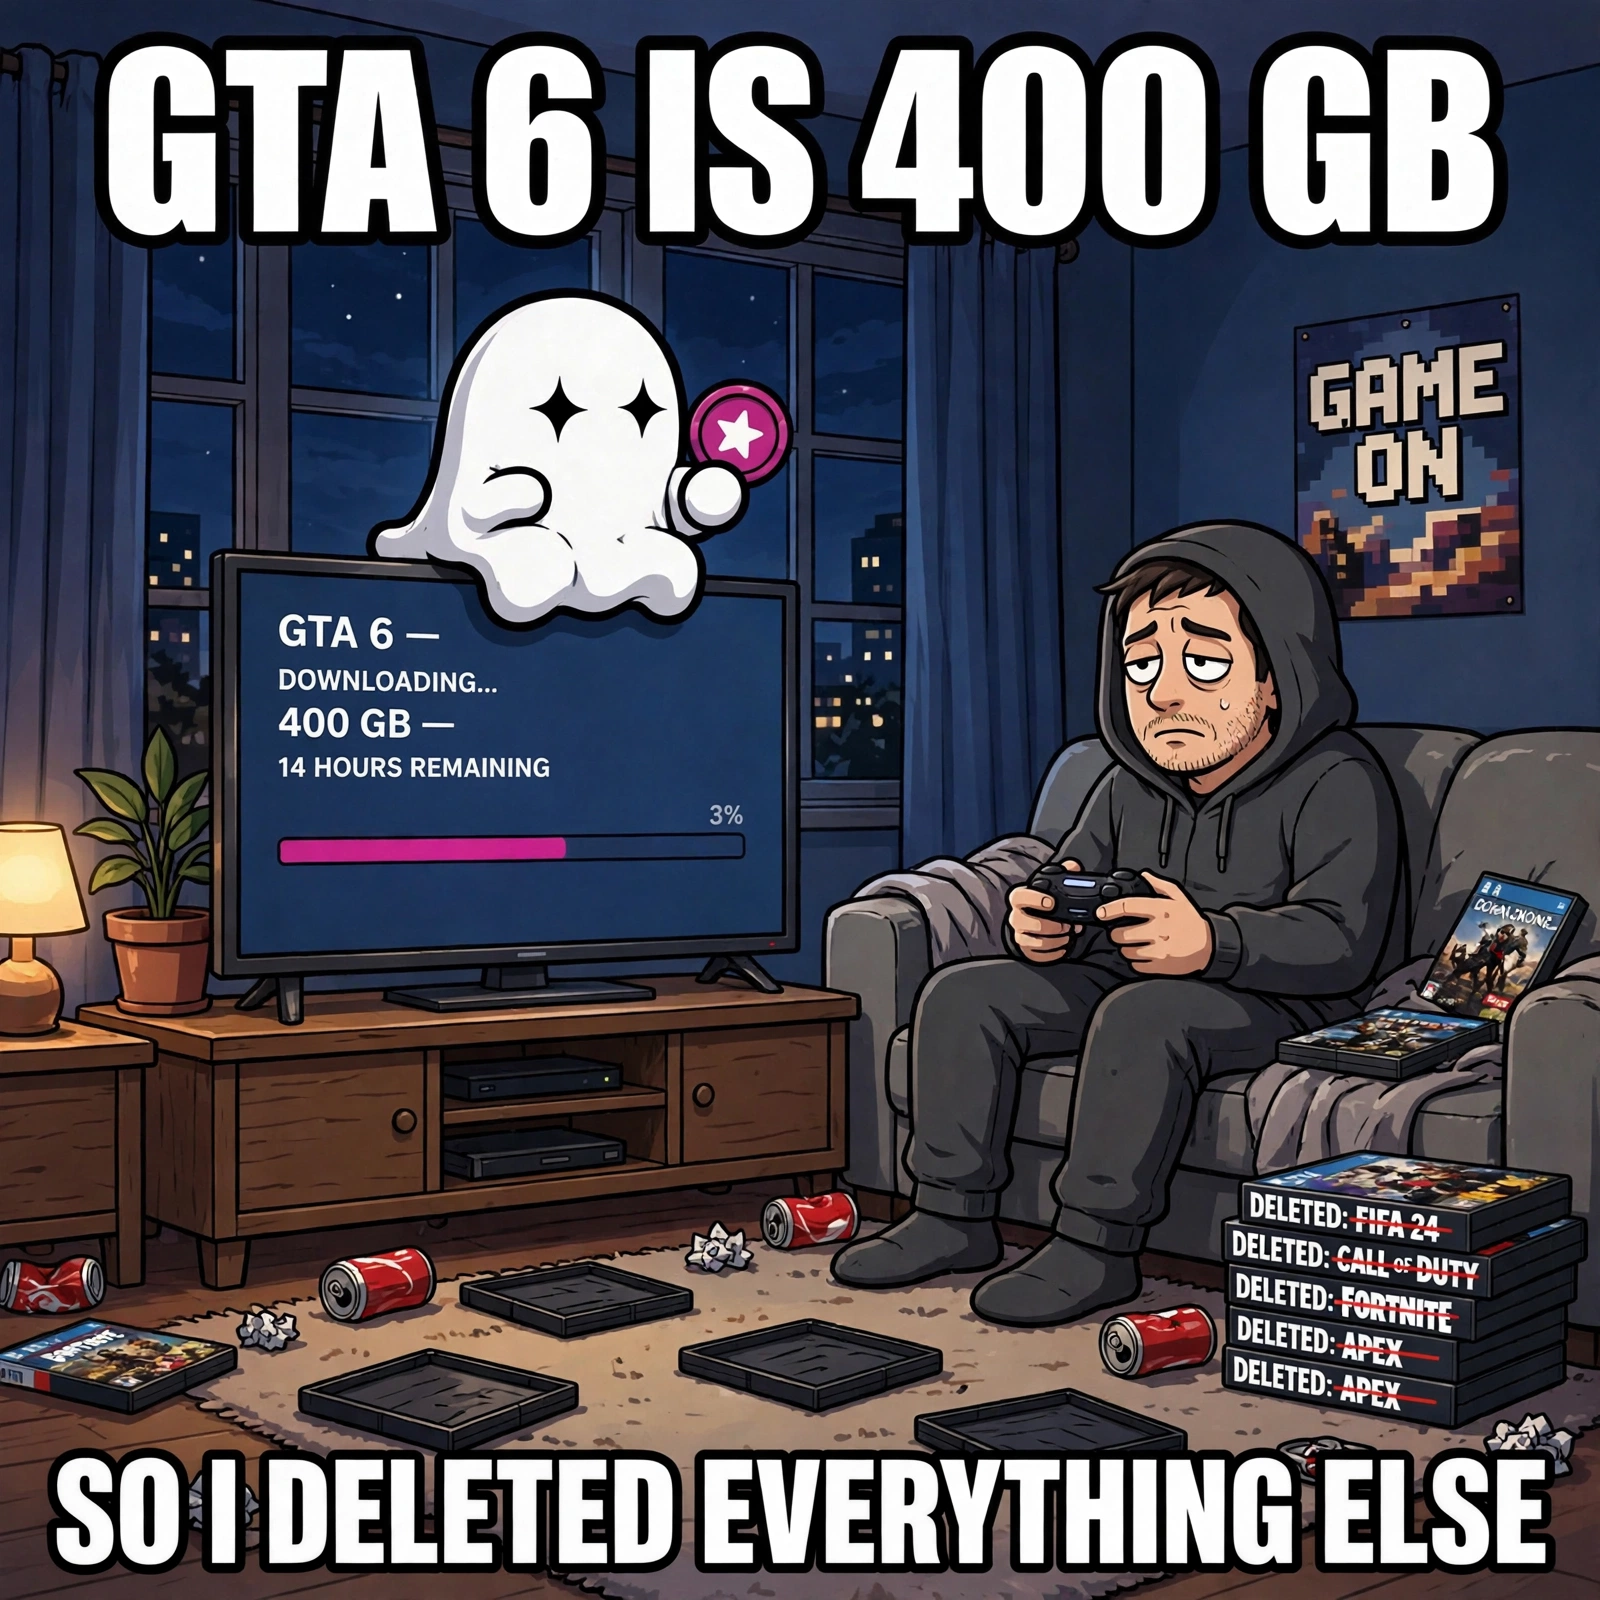 GTA 6 IS 400 GB
GAME
ON
GTA 6 —
DOWNLOADING...
400 GB —
14 HOURS REMAINING
3%
DELETED: FIFA 24
DELETED: CALL OF DUTY
DELETED: FORTNITE
DELETED: APEX
DELETED: APEX
SO I DELETED EVERYTHING ELSE